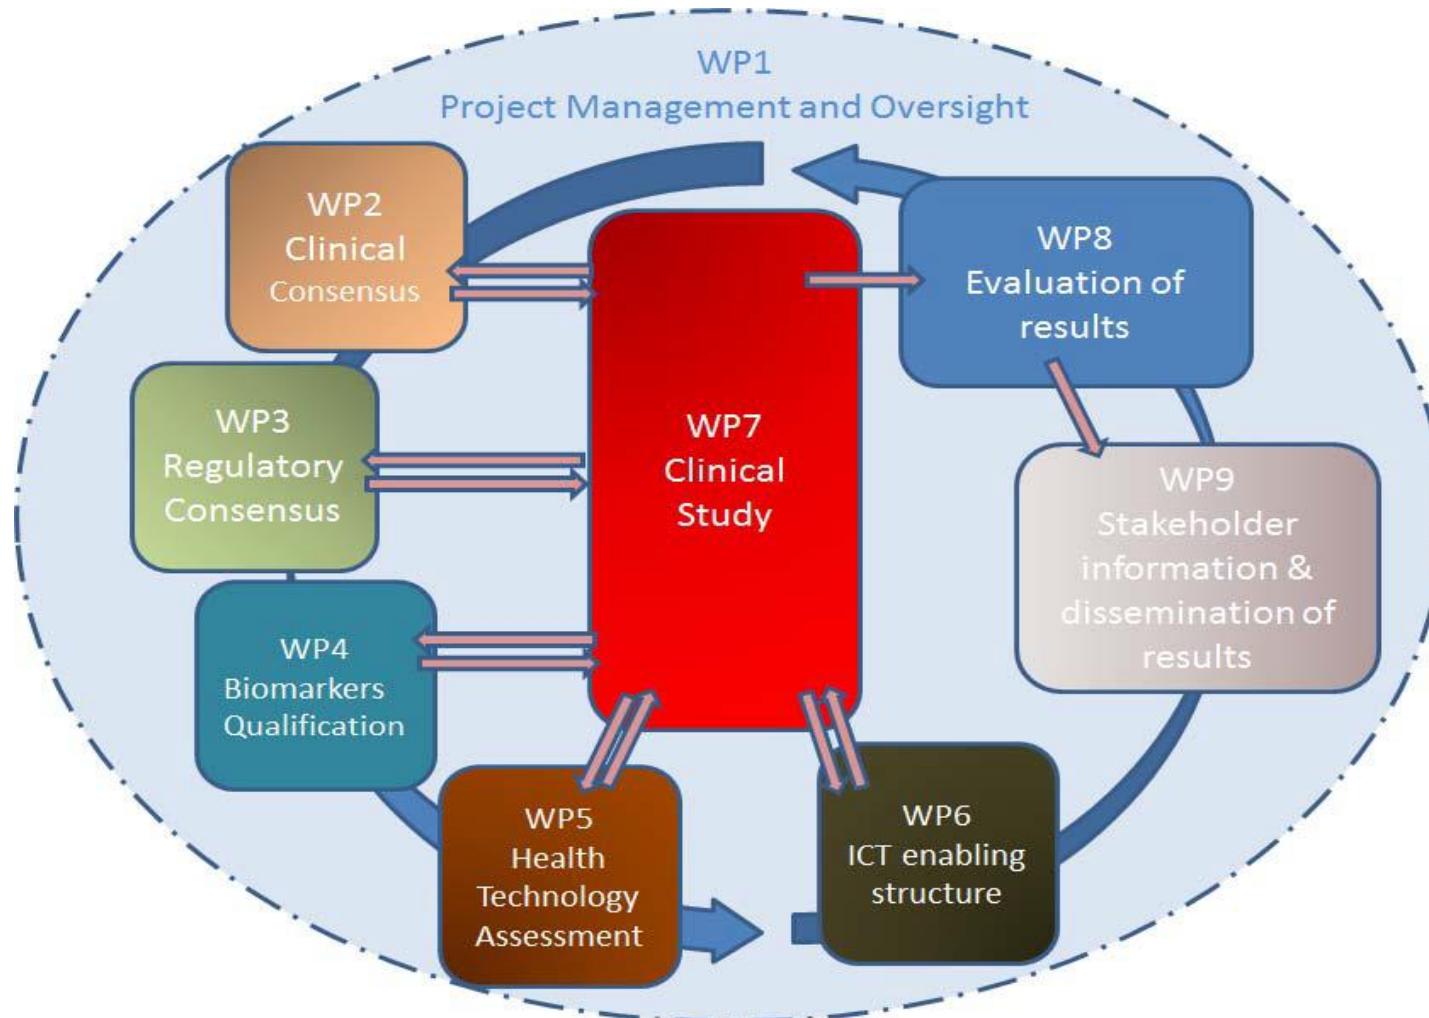 WP1
Project Management and Oversight
WP2
Clinical
Consensus
WP8
Evaluation of
results
WP3
Regulatory
Consensus
WP7
Clinical
Study
WP9
Stakeholder
information &
dissemination of
results
WP4
Biomarkers
Qualification
WP5
Health
Technology
Assessment
WP6
ICT enabling
structure